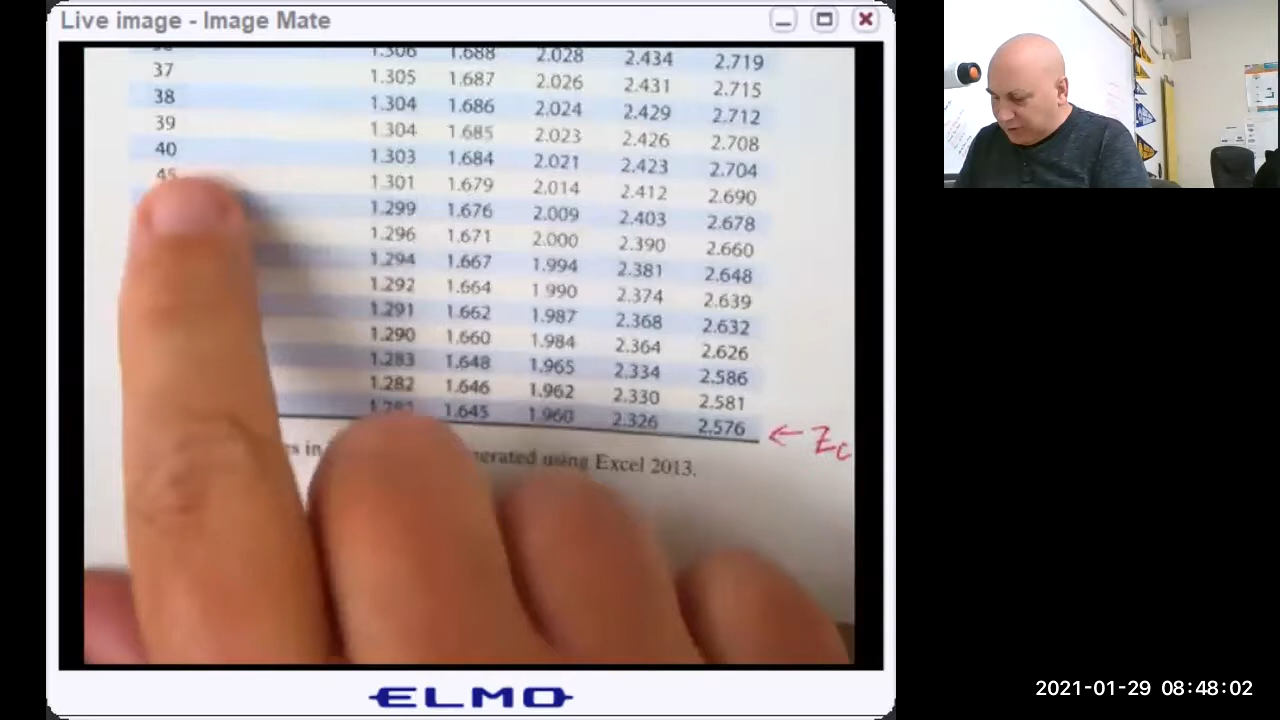 Live image - Image Mate
1.306 1.688 2.028 2.434 2.719
37 1.305 1.687 2.026 2.431 2.715
38 1.304 1.686 2.024 2.429 2.712
39 1.304 1.685 2.023 2.426 2.708
40 1.303 1.684 2.021 2.423 2.704
45 1.301 1.679 2.014 2.412 2.690
1.299 1.676 2.009 2.403 2.678
1.296 1.671 2.000 2.390 2.660
1.294 1.667 1.994 2.381 2.648
1.292 1.664 1 990 2.374 2.639
1.291 1.662 1.987 2.368 2.632
1.290 1.660 1.984 2.364 2.626
1.283 1.648 1.965 2.334 2.586
1.282 1.646 1.962 2.330 2.581
1.645 1.960 2.326 2.576 ← Zc
using Excel 2013.
ELMO
2021-01-29 08:48:02